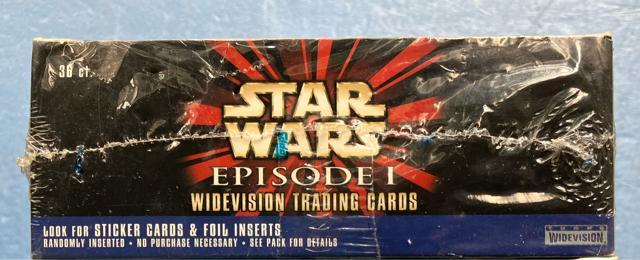 36 ct.
STAR
WARS
EPISODE I
WIDEVISION TRADING CARDS
LOOK FOR STICKER CARDS & FOIL INSERTS
RANDOMLY INSERTED • NO PURCHASE NECESSARY • SEE PACK FOR DETAILS
TOPPS
WIDEVISION